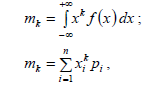 m_k = ∫_{-∞}^{+∞} x^k f(x) dx ;
m_k = ∑_{i=1}^{n} x_i^k p_i ,